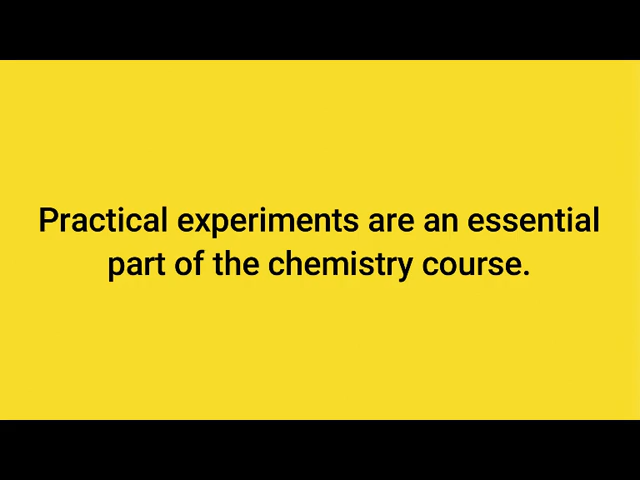 Practical experiments are an essential
part of the chemistry course.